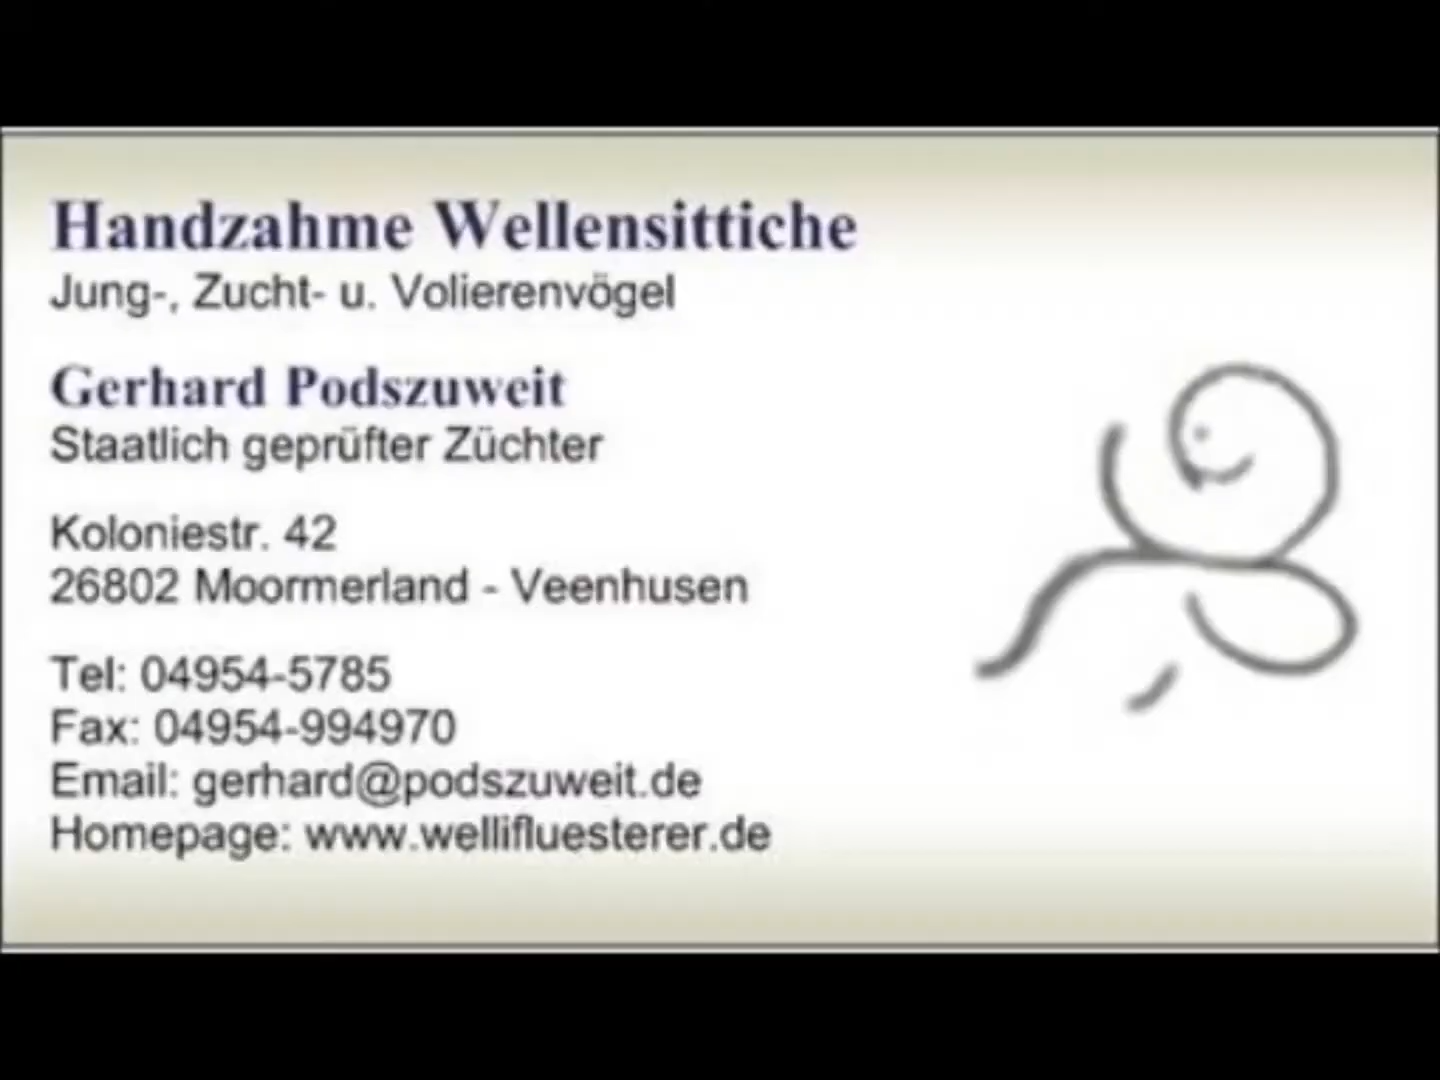 Handzahme Wellensittiche
Jung-, Zucht- u. Volierenvögel
Gerhard Podszuweit
Staatlich geprüfter Züchter
Koloniestr. 42
26802 Moormerland - Veenhusen
Tel: 04954-5785
Fax: 04954-994970
Email: gerhard@podszuweit.de
Homepage: www.wellifluesterer.de